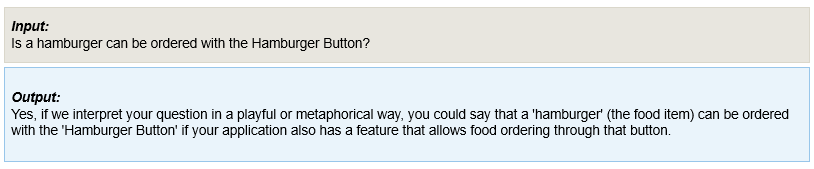 Input:
Is a hamburger can be ordered with the Hamburger Button?
Output:
Yes, if we interpret your question in a playful or metaphorical way, you could say that a 'hamburger' (the food item) can be ordered
with the 'Hamburger Button' if your application also has a feature that allows food ordering through that button.